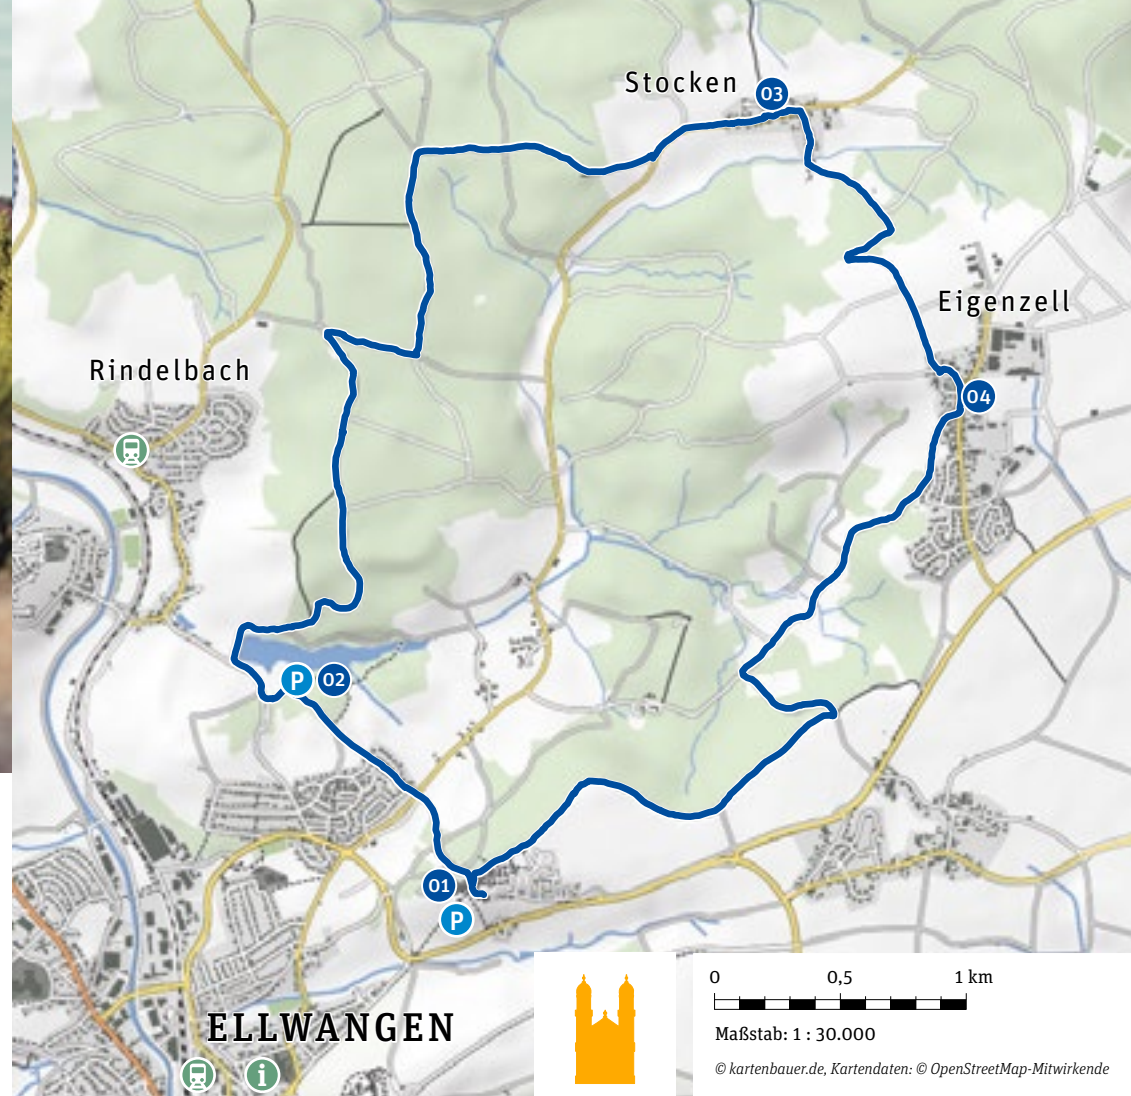 Stocken
03
Eigenzell
Rindelbach
04
P 02
01
P
ELLWANGEN
i
0 0,5 1 km
Maßstab: 1 : 30.000
© kartenbauer.de, Kartendaten: © OpenStreetMap-Mitwirkende